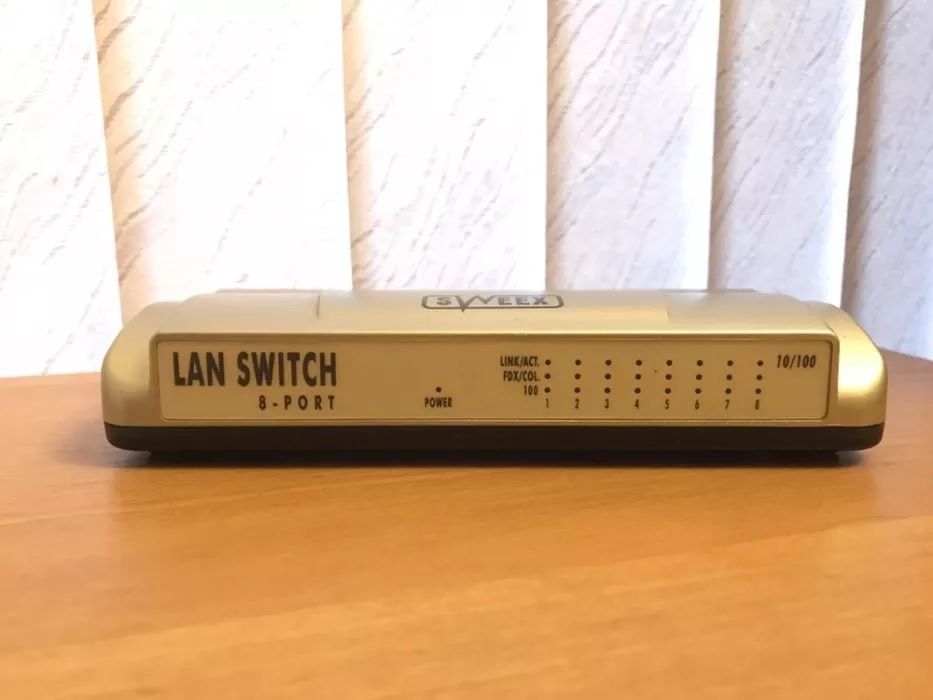 SWEEX
LAN SWITCH
8-PORT
POWER
LINK/ACT.
FDX/COL.
100
1 2 3 4 5 6 7 8
10/100